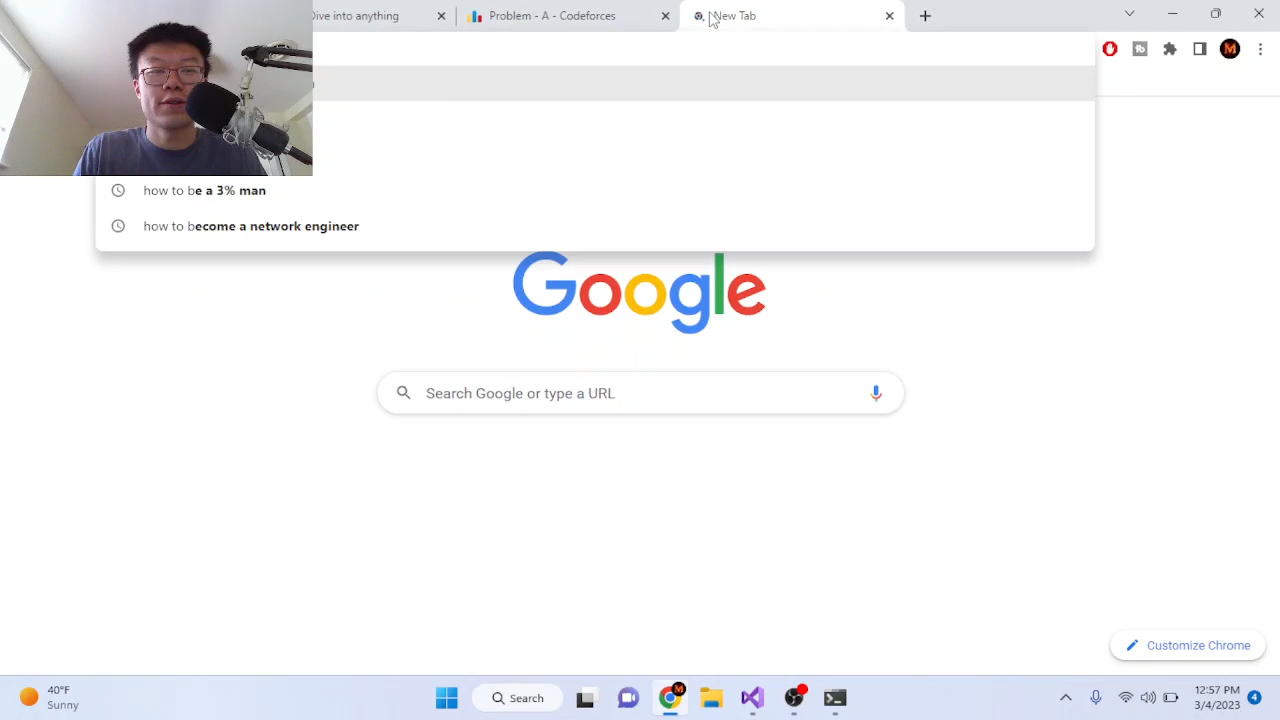 Dive into anything
Problem - A - Codeforces
New Tab
how to be a 3% man
how to become a network engineer
Google
Search Google or type a URL
Customize Chrome
40°F
Sunny
Search
M
M
12:57 PM
3/4/2023
4